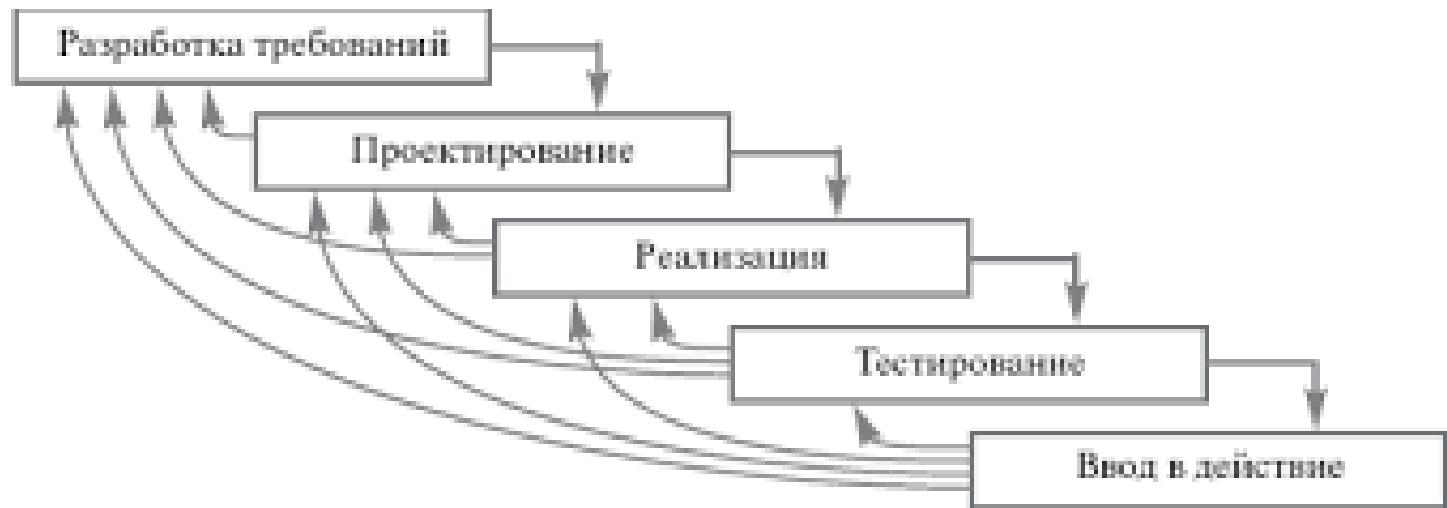 Разработка требований
Проектирование
Реализация
Тестирование
Ввод в действие